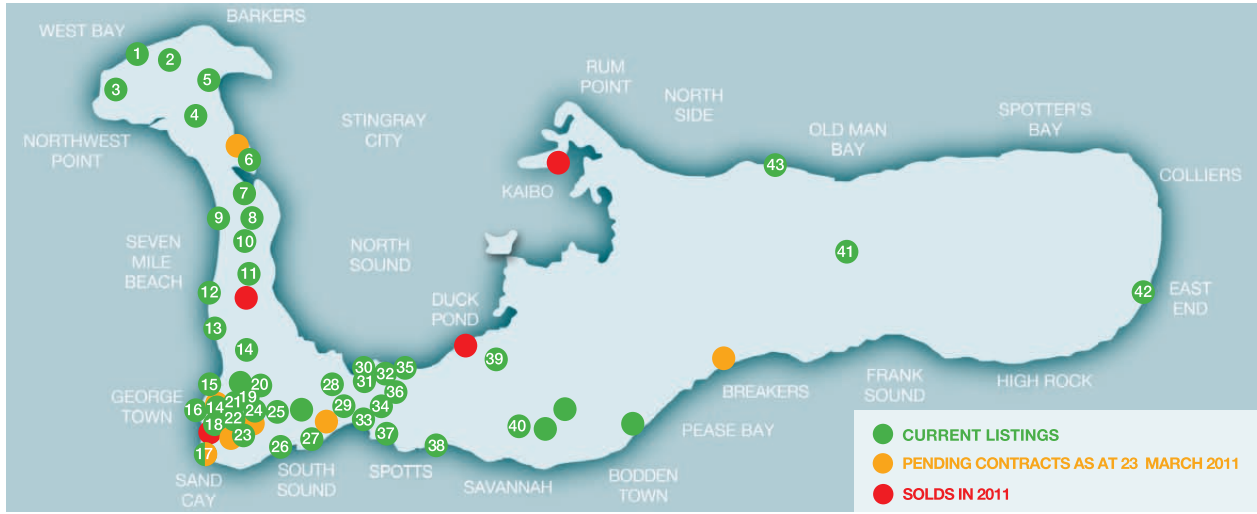 BARKERS
WEST BAY
1
2
5
3
4
NORTHWEST
POINT
6
7
9
8
10
SEVEN
MILE
BEACH
11
12
13
14
STINGRAY
CITY
NORTH
SOUND
RUM
POINT
NORTH
SIDE
KAIBO
OLD MAN
BAY
43
SPOTTER'S
BAY
COLLIERS
41
42
EAST
END
DUCK
POND
39
GEORGE
TOWN
15
20
19
16
14
21
24
25
18
22
23
17
26
27
28
29
30
31
32
35
36
34
33
37
38
40
SAND
CAY
SOUTH
SOUND
SPOTTS
SAVANNAH
BODDEN
TOWN
PEASE BAY
BREAKERS
FRANK
SOUND
HIGH ROCK
CURRENT LISTINGS
PENDING CONTRACTS AS AT 23 MARCH 2011
SOLDS IN 2011